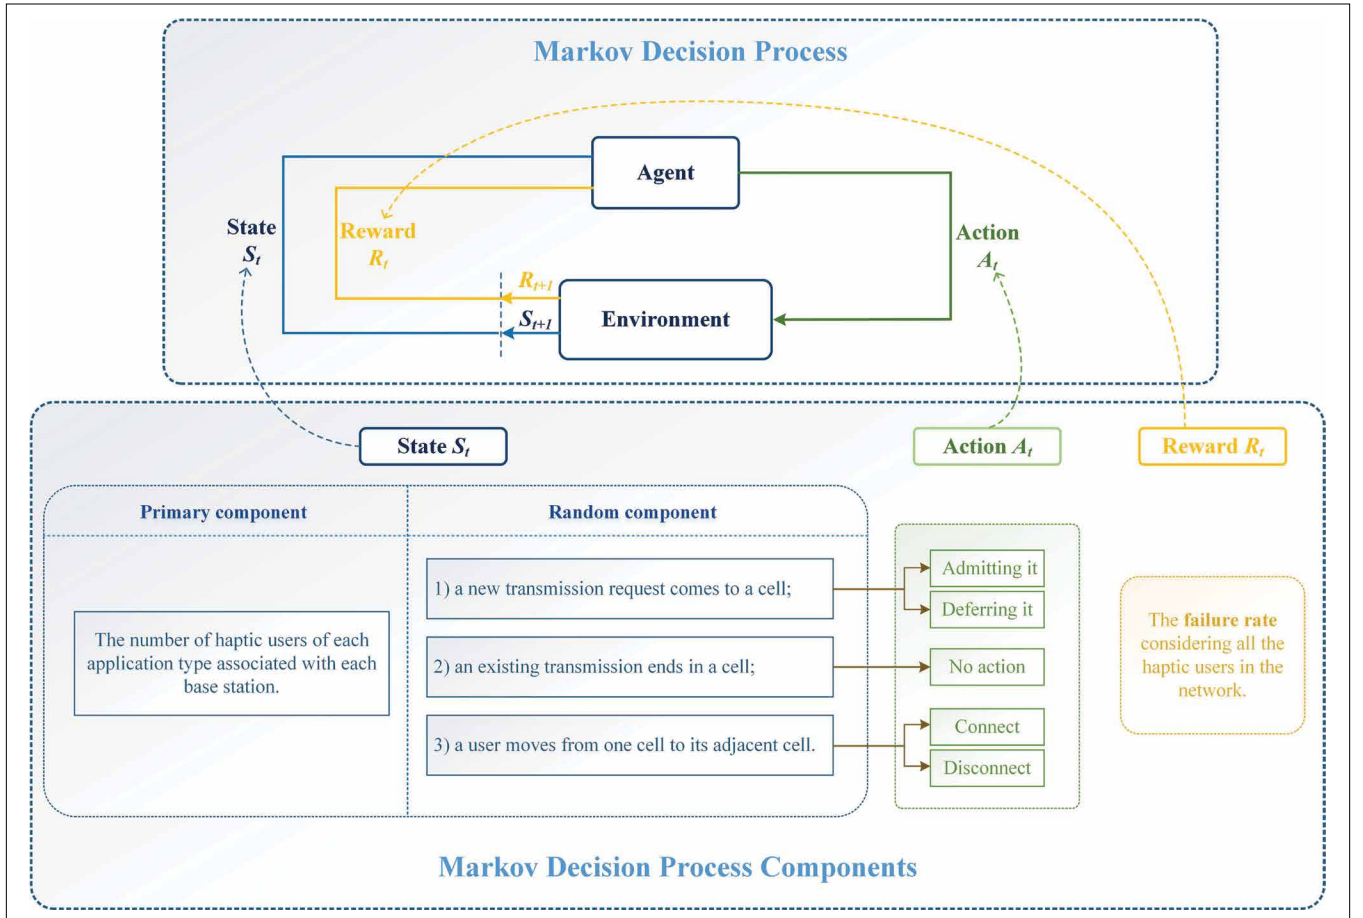 Markov Decision Process
Agent
State
S_t
Reward
R_t
Action
A_t
R_{t+1}
S_{t+1}
Environment
State S_t
Action A_t
Reward R_t
Primary component
Random component
The number of haptic users of each
application type associated with each
base station.
1) a new transmission request comes to a cell;
2) an existing transmission ends in a cell;
3) a user moves from one cell to its adjacent cell.
Admitting it
Deferring it
No action
Connect
Disconnect
The failure rate
considering all the
haptic users in the
network.
Markov Decision Process Components